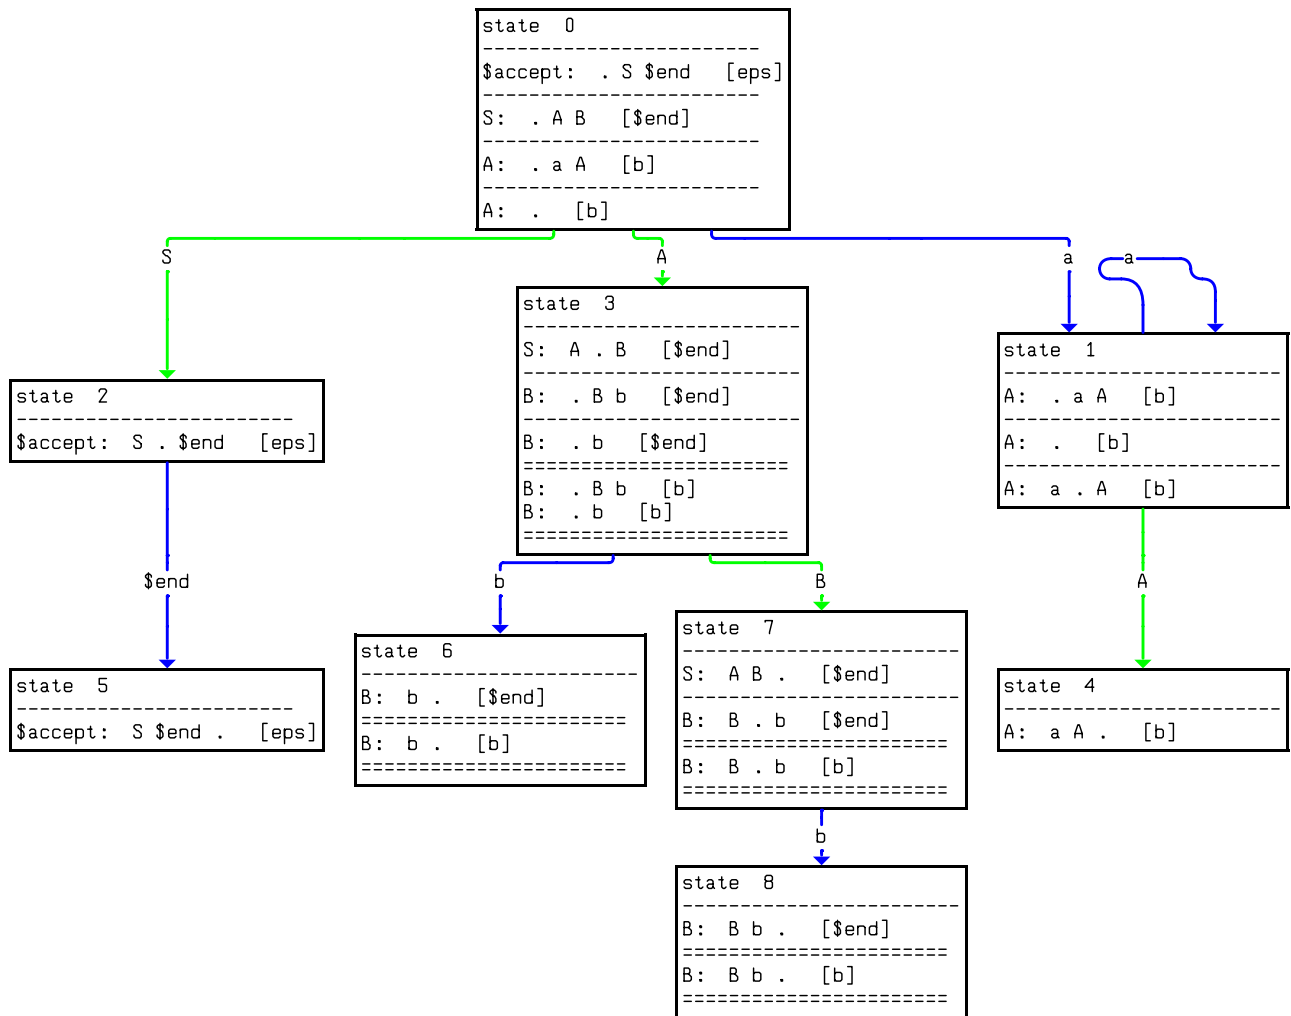 state  0
------------------------
$accept:  . S $end   [eps]
------------------------
S:  . A B   [$end]
------------------------
A:  . a A   [b]
------------------------
A:  .   [b]
S
A
a
a
state  3
------------------------
S:  A . B   [$end]
------------------------
B:  . B b   [$end]
------------------------
B:  . b   [$end]
=======================
B:  . B b   [b]
B:  . b   [b]
=======================
state  1
------------------------
A:  . a A   [b]
------------------------
A:  .   [b]
------------------------
A:  a . A   [b]
state  2
------------------------
$accept:  S . $end   [eps]
$end
b
B
A
state  5
------------------------
$accept:  S $end .   [eps]
state  6
------------------------
B:  b .   [$end]
=======================
B:  b .   [b]
=======================
state  7
------------------------
S:  A B .   [$end]
------------------------
B:  B . b   [$end]
=======================
B:  B . b   [b]
=======================
state  4
------------------------
A:  a A .   [b]
b
state  8
------------------------
B:  B b .   [$end]
=======================
B:  B b .   [b]
=======================